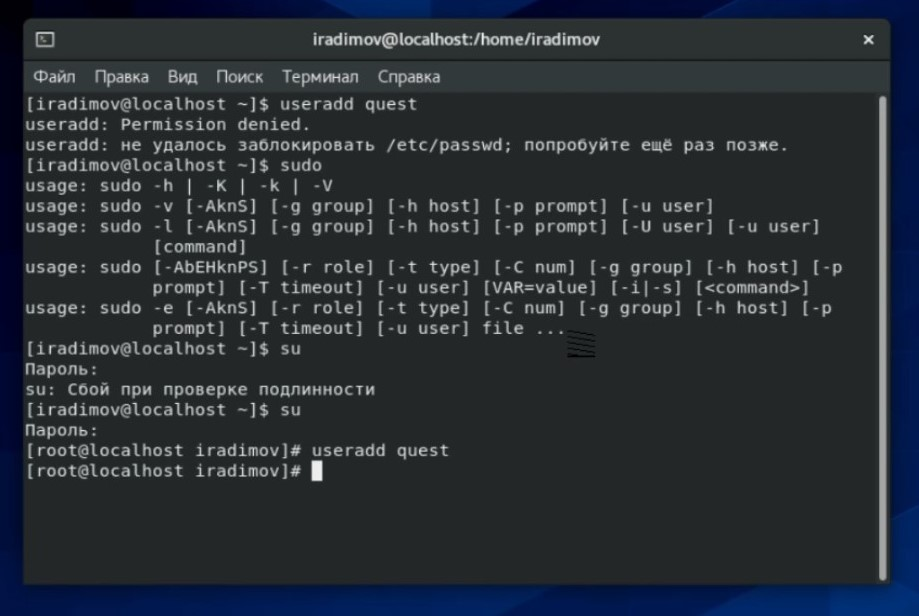 iradimov@localhost:/home/iradimov
Файл Правка Вид Поиск Терминал Справка
[iradimov@localhost ~]$ useradd quest
useradd: Permission denied.
useradd: не удалось заблокировать /etc/passwd; попробуйте ещё раз позже.
[iradimov@localhost ~]$ sudo
usage: sudo -h | -K | -k | -V
usage: sudo -v [-AknS] [-g group] [-h host] [-p prompt] [-u user]
usage: sudo -l [-AknS] [-g group] [-h host] [-p prompt] [-U user] [-u user]
[command]
usage: sudo [-AbEHknPS] [-r role] [-t type] [-C num] [-g group] [-h host] [-p
prompt] [-T timeout] [-u user] [VAR=value] [-i|-s] [<command>]
usage: sudo -e [-AknS] [-r role] [-t type] [-C num] [-g group] [-h host] [-p
prompt] [-T timeout] [-u user] file ...
[iradimov@localhost ~]$ su
Пароль:
su: Сбой при проверке подлинности
[iradimov@localhost ~]$ su
Пароль:
[root@localhost iradimov]# useradd quest
[root@localhost iradimov]#